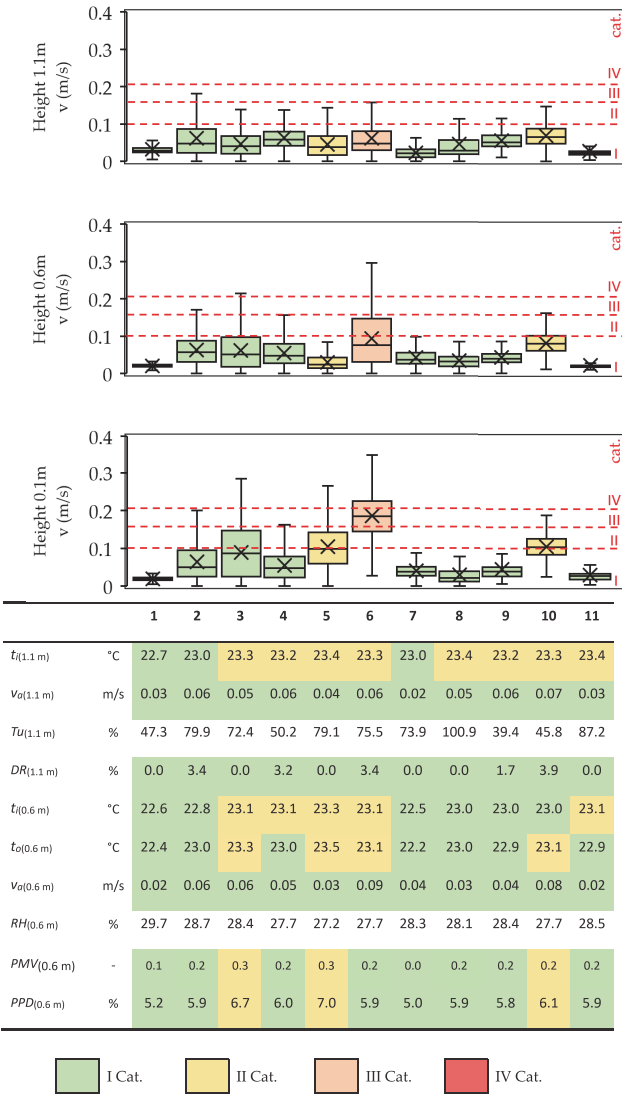 0.4
0.3
0.2
0.1
0
Height 1.1m
v (m/s)
cat.
IV
III
II
I
0.4
0.3
0.2
0.1
0
Height 0.6m
v (m/s)
cat.
IV
III
II
I
0.4
0.3
0.2
0.1
0
Height 0.1m
v (m/s)
cat.
IV
III
II
I
1 2 3 4 5 6 7 8 9 10 11
ti(1.1 m) °C 22.7 23.0 23.3 23.2 23.4 23.3 23.0 23.4 23.2 23.3 23.4
va(1.1 m) m/s 0.03 0.06 0.05 0.06 0.04 0.06 0.02 0.05 0.06 0.07 0.03
Tu(1.1 m) % 47.3 79.9 72.4 50.2 79.1 75.5 73.9 100.9 39.4 45.8 87.2
DR(1.1 m) % 0.0 3.4 0.0 3.2 0.0 3.4 0.0 0.0 1.7 3.9 0.0
ti(0.6 m) °C 22.6 22.8 23.1 23.1 23.3 23.1 22.5 23.0 23.0 23.0 23.1
to(0.6 m) °C 22.4 23.0 23.3 23.0 23.5 23.1 22.2 23.0 22.9 23.1 22.9
va(0.6 m) m/s 0.02 0.06 0.06 0.05 0.03 0.09 0.04 0.03 0.04 0.08 0.02
RH(0.6 m) % 29.7 28.7 28.4 27.7 27.2 27.7 28.3 28.1 28.4 27.7 28.5
PMV(0.6 m) - 0.1 0.2 0.3 0.2 0.3 0.2 0.0 0.2 0.2 0.2 0.2
PPD(0.6 m) % 5.2 5.9 6.7 6.0 7.0 5.9 5.0 5.9 5.8 6.1 5.9
I Cat. II Cat. III Cat. IV Cat.